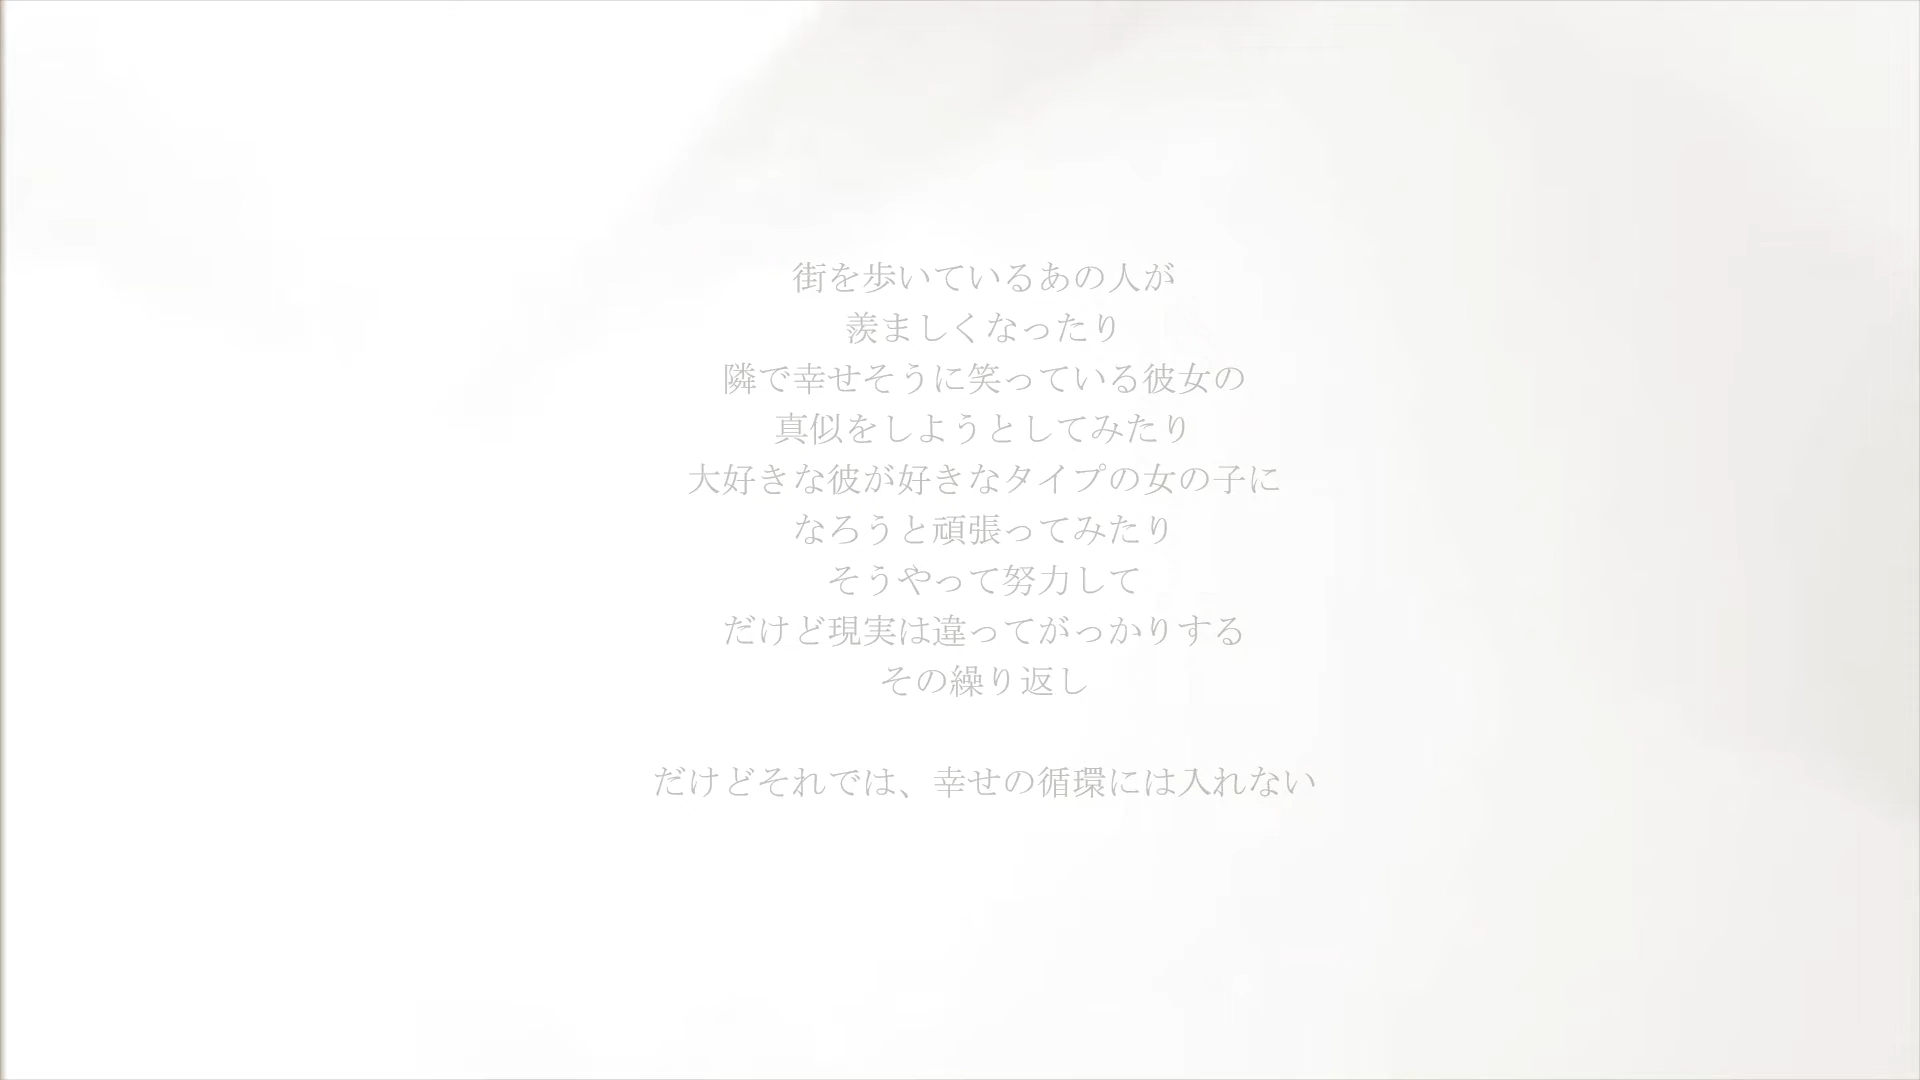 街を歩いているあの人が
羨ましくなったり
隣で幸せそうに笑っている彼女の
真似をしようとしてみたり
大好きな彼が好きなタイプの女の子に
なろうと頑張ってみたり
そうやって努力して
だけど現実は違ってがっかりする
その繰り返し
だけどそれでは、幸せの循環には入れない